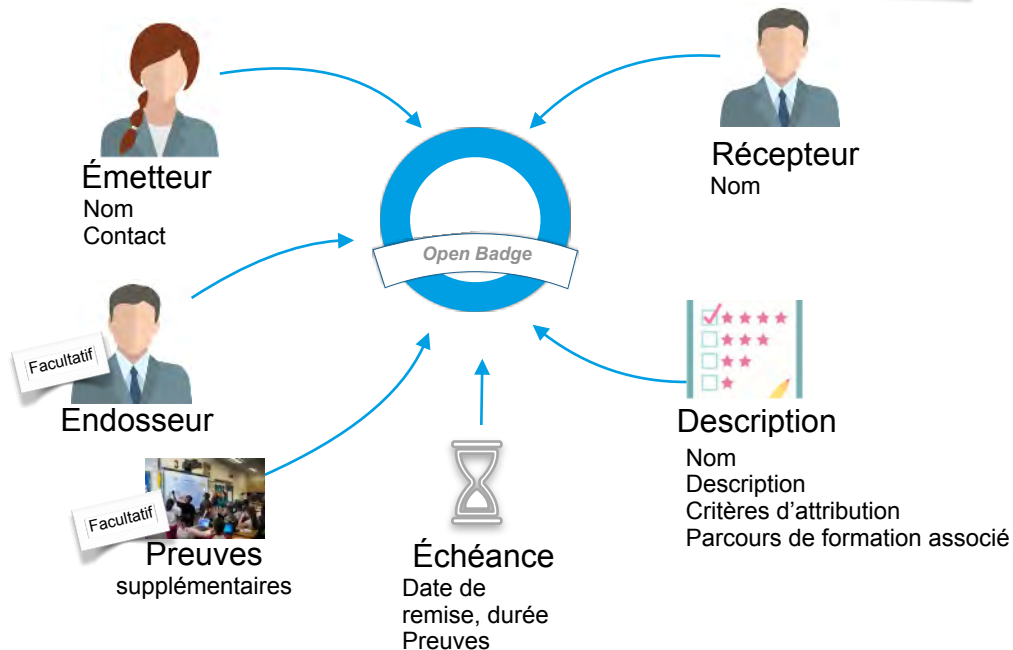 Émetteur
Nom
Contact
Récepteur
Nom
Open Badge
Facultatif
Endosseur
Facultatif
Preuves
supplémentaires
Échéance
Date de
remise, durée
Preuves
Description
Nom
Description
Critères d'attribution
Parcours de formation associé